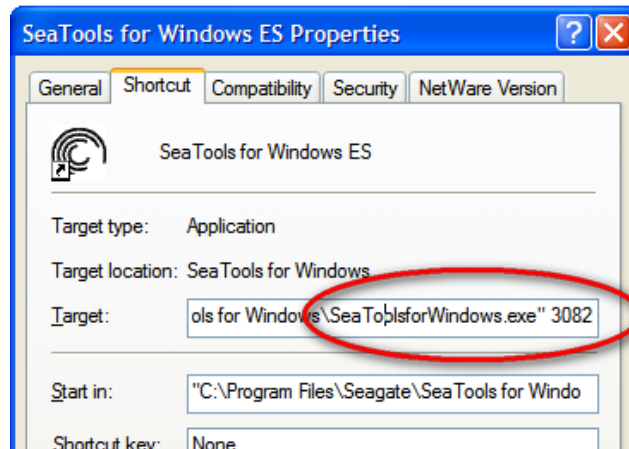 SeaTools for Windows ES Properties
General Shortcut Compatibility Security NetWare Version
SeaTools for Windows ES
Target type: Application
Target location: SeaTools for Windows
Target: ols for Windows\SeaToolsforWindows.exe" 3082
Start in: "C:\Program Files\Seagate\SeaTools for Windo
Shortcut key: None